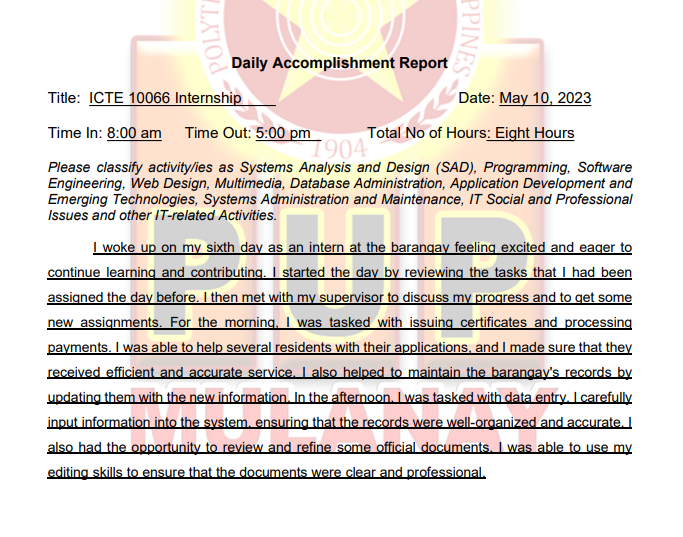 POLYTE
PPINES
Daily Accomplishment Report
Title: ICTE 10066 Internship Date: May 10, 2023
Time In: 8:00 am Time Out: 5:00 pm Total No of Hours: Eight Hours
1904
Please classify activity/ies as Systems Analysis and Design (SAD), Programming, Software
Engineering, Web Design, Multimedia, Database Administration, Application Development and
Emerging Technologies, Systems Administration and Maintenance, IT Social and Professional
Issues and other IT-related Activities.
PUP
I woke up on my sixth day as an intern at the barangay feeling excited and eager to
continue learning and contributing. I started the day by reviewing the tasks that I had been
assigned the day before. I then met with my supervisor to discuss my progress and to get some
new assignments. For the morning, I was tasked with issuing certificates and processing
payments. I was able to help several residents with their applications, and I made sure that they
received efficient and accurate service. I also helped to maintain the barangay's records by
updating them with the new information. In the afternoon, I was tasked with data entry. I carefully
input information into the system, ensuring that the records were well-organized and accurate. I
also had the opportunity to review and refine some official documents. I was able to use my
editing skills to ensure that the documents were clear and professional.
MULANAY